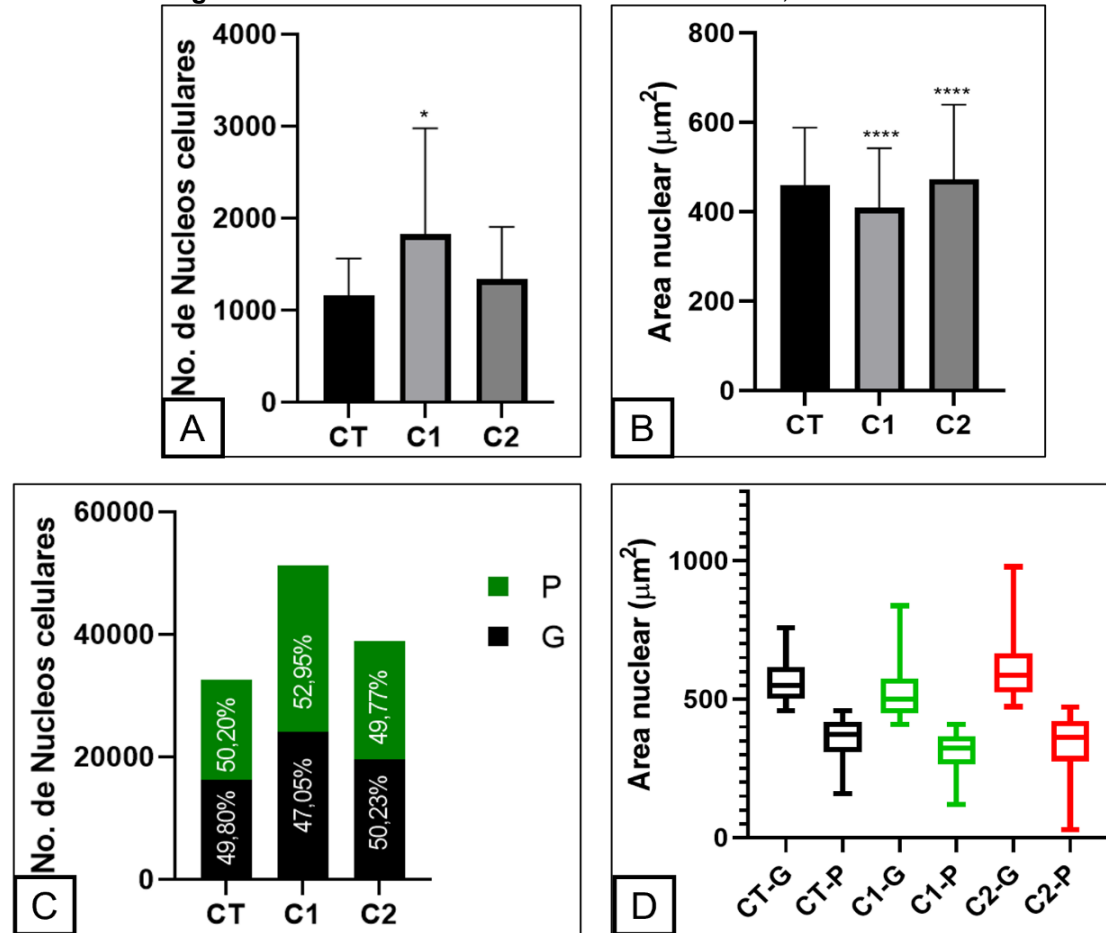 No. de Nucleos celulares
4000
3000
2000
1000
0
*
CT C1 C2
A
Area nuclear (μm²)
800
600
400
200
0
**** ****
CT C1 C2
B
No. de Nucleos celulares
60000
40000
20000
0
50,20% 52,95% 49,77%
49,80% 47,05% 50,23%
P
G
CT C1 C2
C
Area nuclear (μm²)
1000
500
0
CT-G CT-P C1-G C1-P C2-G C2-P
D